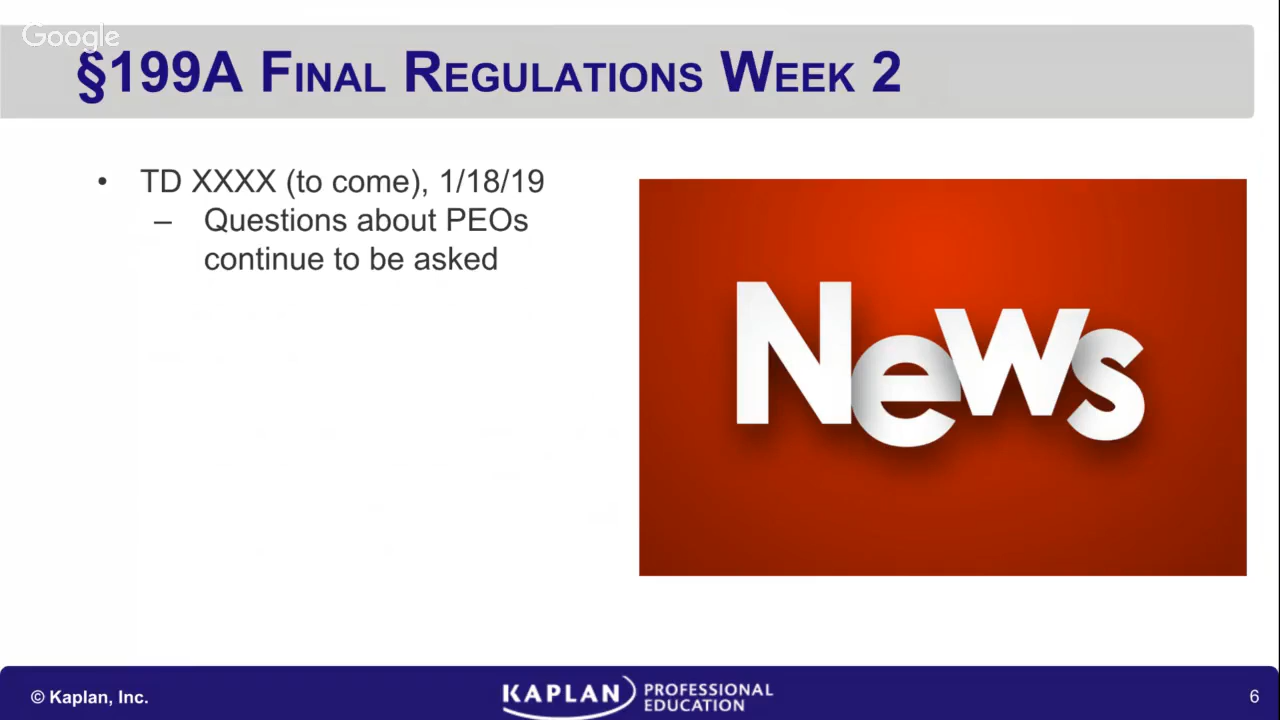 Google
§199A Final Regulations Week 2
• TD XXXX (to come), 1/18/19
– Questions about PEOs
continue to be asked
News
© Kaplan, Inc.
KAPLAN PROFESSIONAL
EDUCATION
6